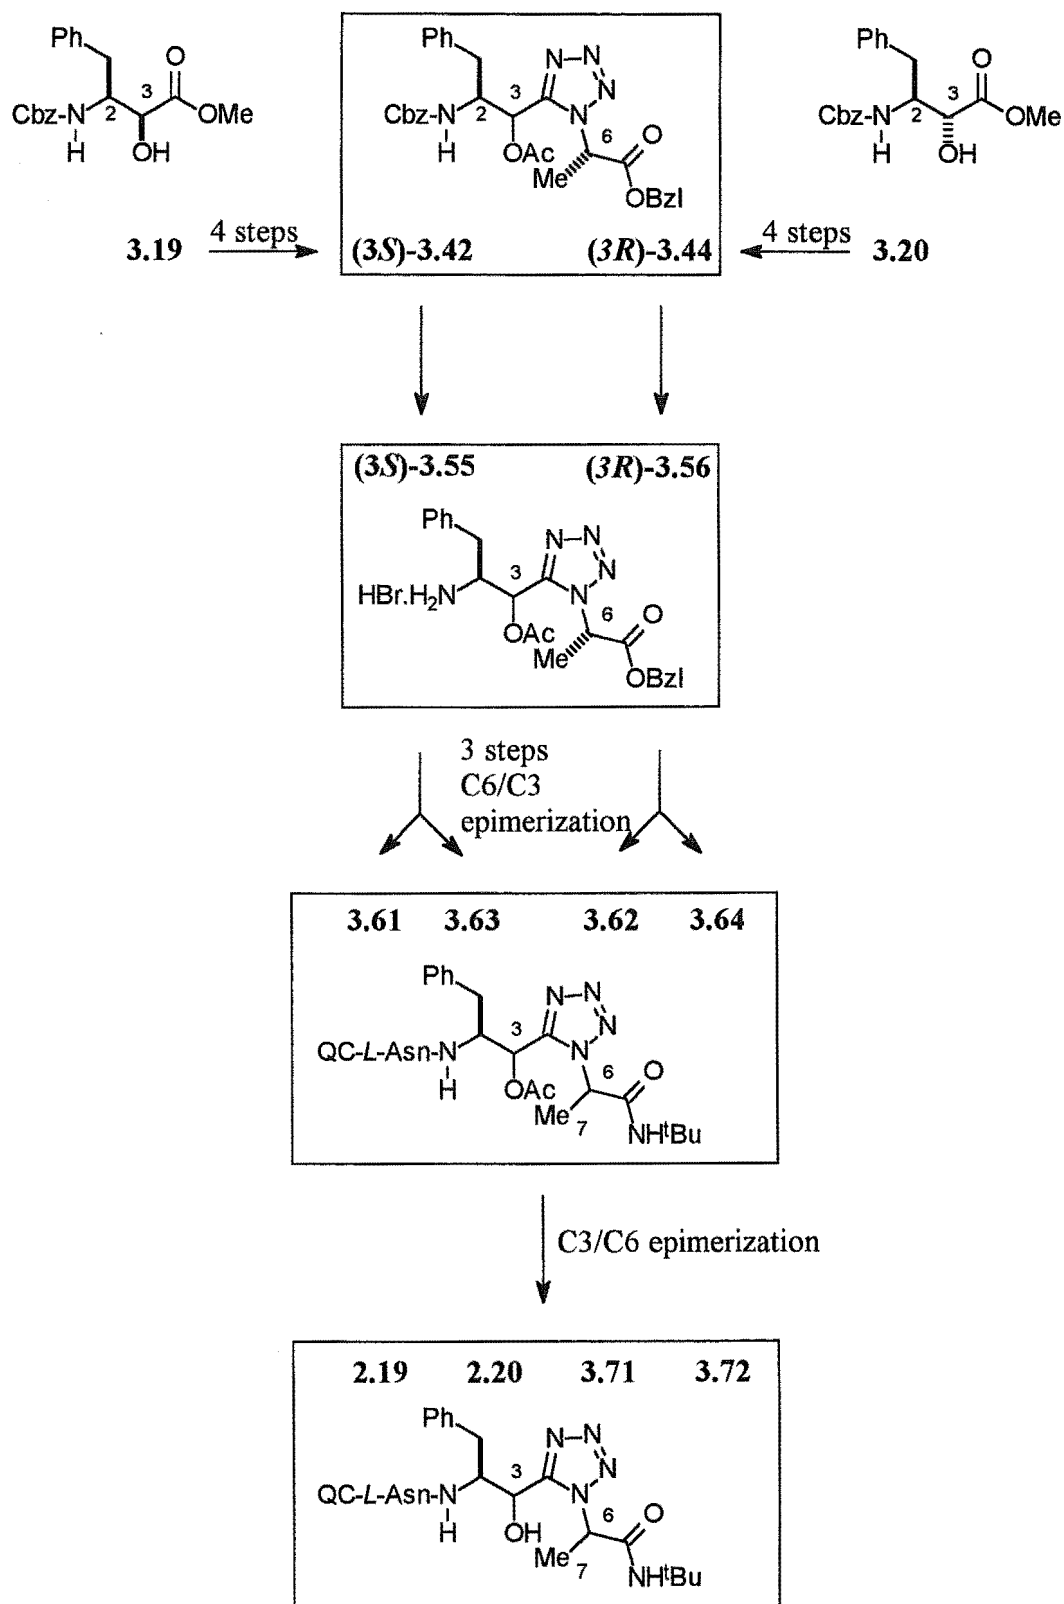 Ph
3
O
Cbz-N
2
OMe
H
OH
Ph
N N
3
N
Cbz-N
2
N
H
OAc
6
O
Me
OBzl
Ph
3
O
Cbz-N
2
OMe
H
OH
3.19
4 steps
(3S)-3.42
(3R)-3.44
4 steps
3.20
(3S)-3.55
(3R)-3.56
Ph
N N
3
N
HBr.H2N
N
6
OAc
O
Me
OBzl
3 steps
C6/C3
epimerization
3.61 3.63 3.62 3.64
Ph
N N
3
N
QC-L-Asn-N
N
H
6
OAc
O
Me
7
NHtBu
C3/C6 epimerization
2.19 2.20 3.71 3.72
Ph
N N
3
N
QC-L-Asn-N
N
H
6
OH
O
Me
7
NHtBu